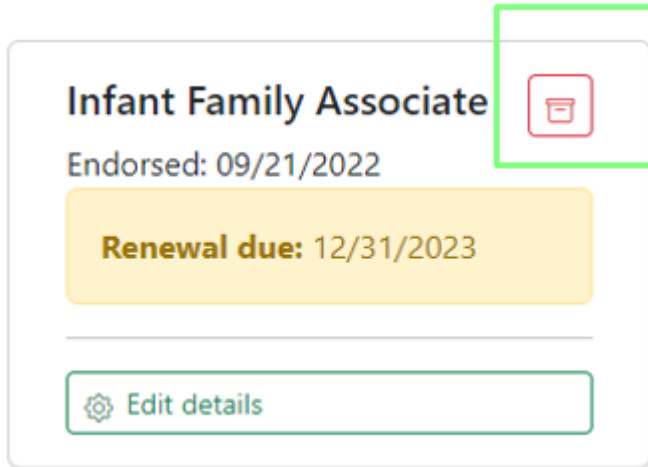 Infant Family Associate
Endorsed: 09/21/2022
Renewal due: 12/31/2023
Edit details